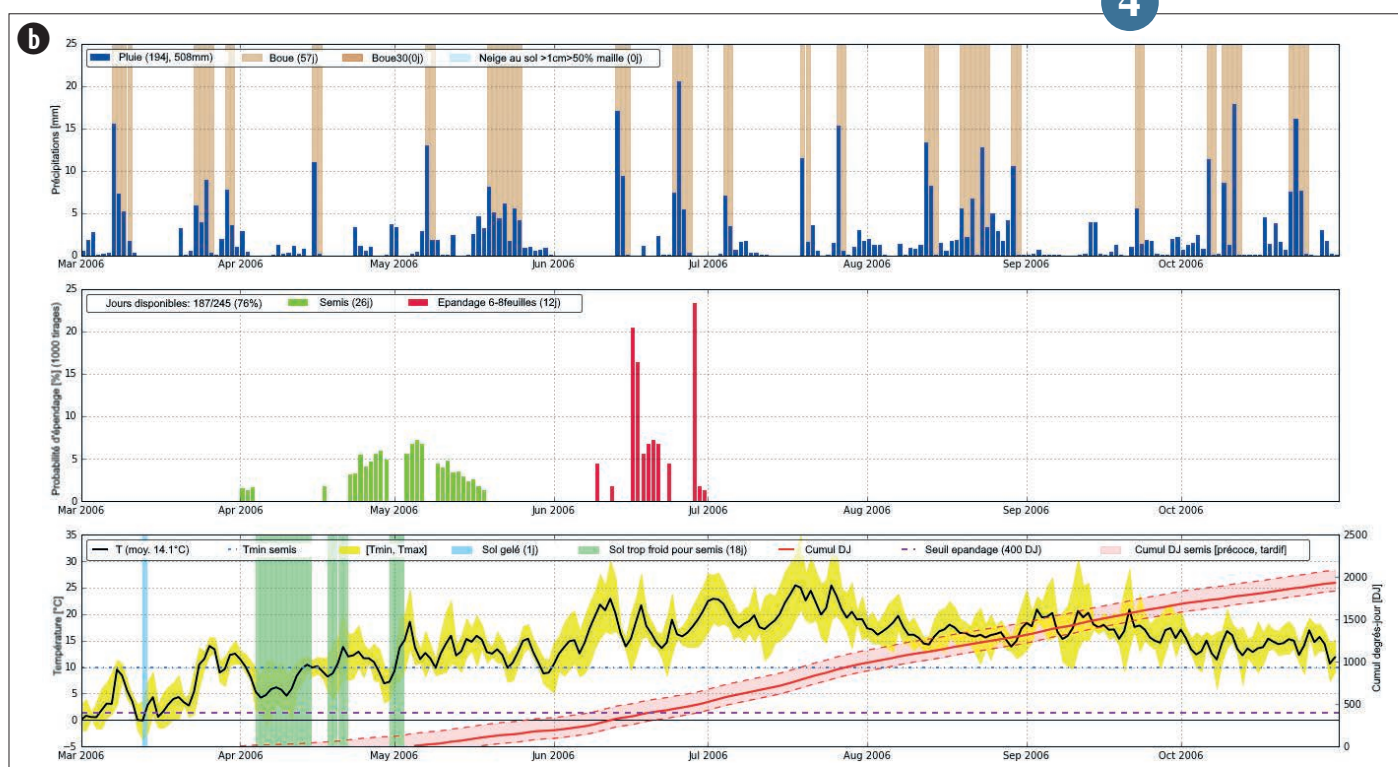 4
b
25
Pluie (194j, 508mm) Boue (57j) Boue30(0j) Neige au sol >1cm>50% maille (0j)
20
15
10
5
0
Précipitations [mm]
Mar 2006 Apr 2006 May 2006 Jun 2006 Jul 2006 Aug 2006 Sep 2006 Oct 2006
25
Jours disponibles: 187/245 (76%) Semis (26j) Epandage 6-8feuilles (12j)
20
15
10
5
0
Probabilité d'épendage [%] (1000 tirages)
Mar 2006 Apr 2006 May 2006 Jun 2006 Jul 2006 Aug 2006 Sep 2006 Oct 2006
35 2500
T (moy. 14.1°C) Tmin semis [Tmin, Tmax] Sol gelé (1j) Sol trop froid pour semis (18j) Cumul DJ Seuil epandage (400 DJ) Cumul DJ semis [précoce, tardif]
30
25 2000
20
15 1500
10 1000
5
0 500
−5 0
Température [°C]
Cumul degrés-jour [DJ]
Mar 2006 Apr 2006 May 2006 Jun 2006 Jul 2006 Aug 2006 Sep 2006 Oct 2006